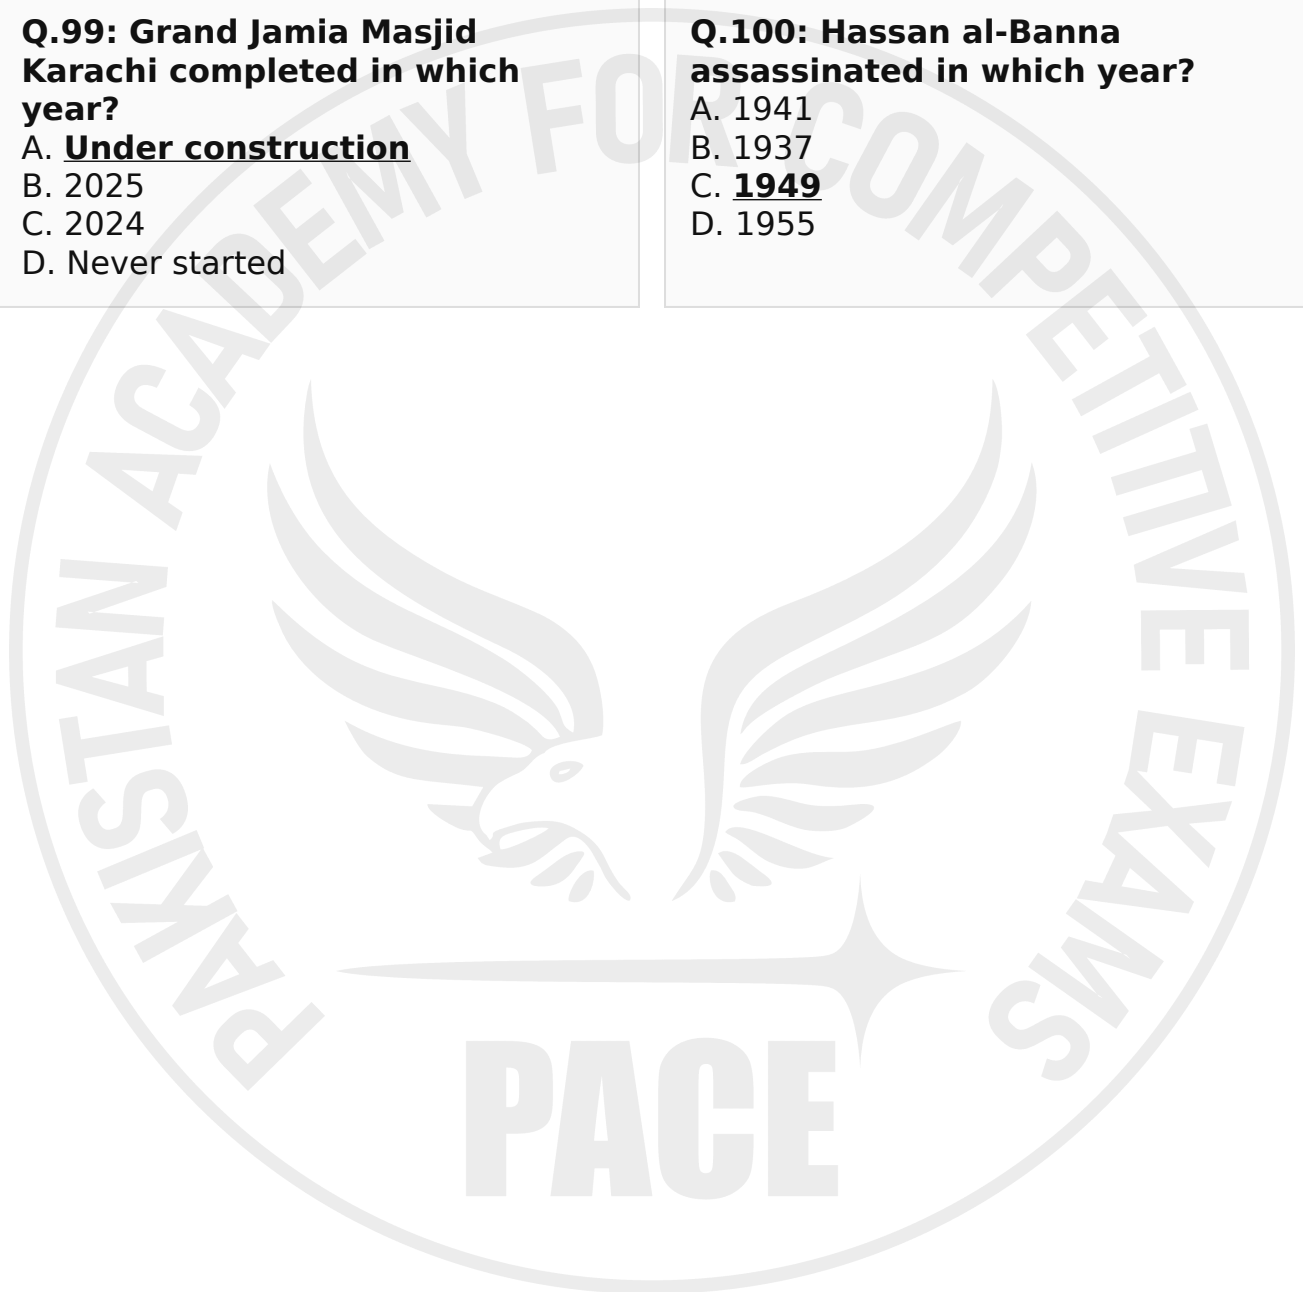 Q.99: Grand Jamia Masjid
Karachi completed in which
year?
A. Under construction
B. 2025
C. 2024
D. Never started
Q.100: Hassan al-Banna
assassinated in which year?
A. 1941
B. 1937
C. 1949
D. 1955
PAKISTAN ACADEMY FOR COMPETITIVE EXAMS
PACE